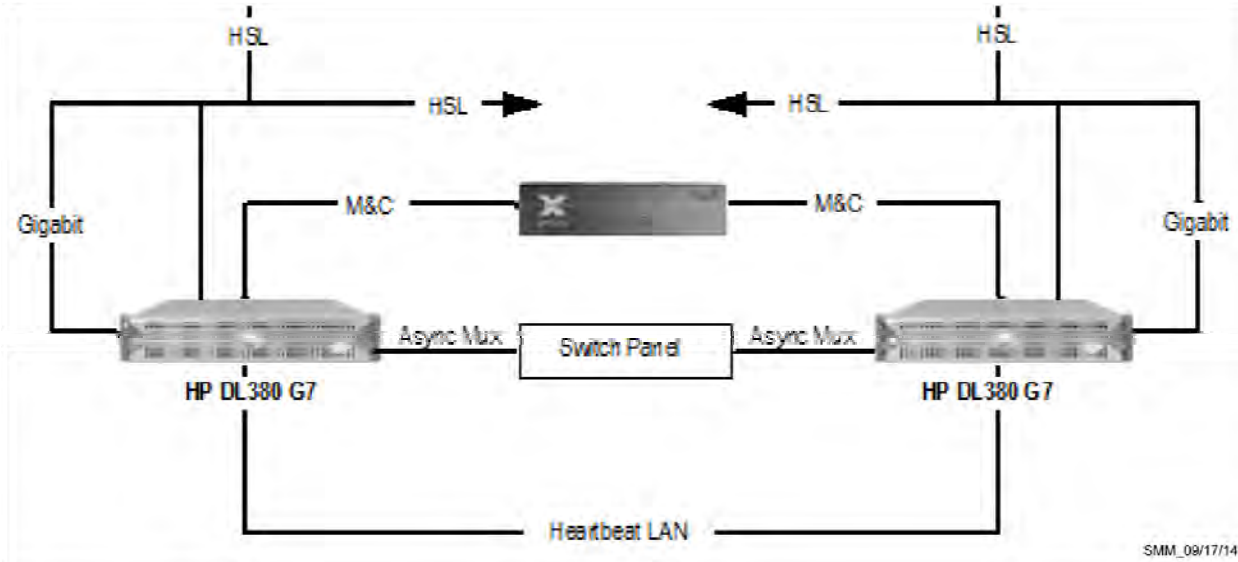 HSL HSL
HSL HSL
M&C M&C
Gigabit Gigabit
Async Mux Switch Panel Async Mux
HP DL380 G7 HP DL380 G7
Heartbeat LAN
SMM_09/17/14